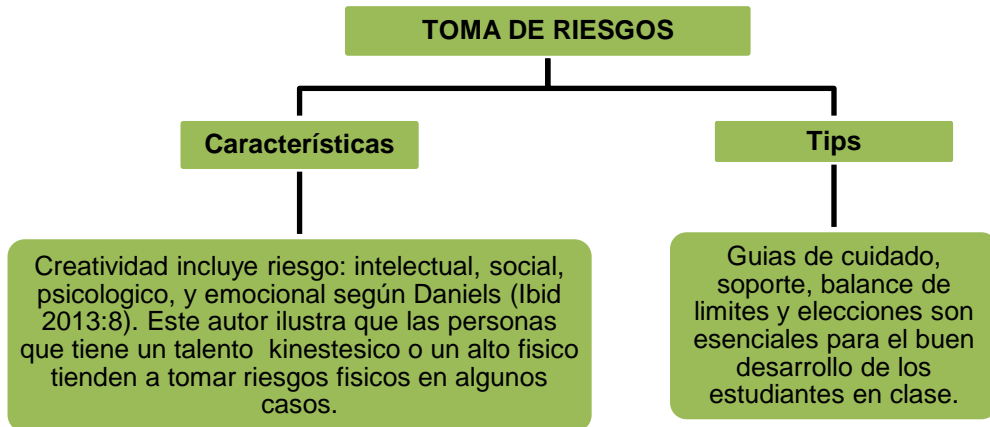 TOMA DE RIESGOS
Característícas
Creatividad incluye riesgo: intelectual, social,
psicologico, y emocional según Daniels (Ibid
2013:8). Este autor ilustra que las personas
que tiene un talento kinestesico o un alto fisico
tienden a tomar riesgos fisicos en algunos
casos.
Tips
Guias de cuidado,
soporte, balance de
limites y elecciones son
esenciales para el buen
desarrollo de los
estudiantes en clase.